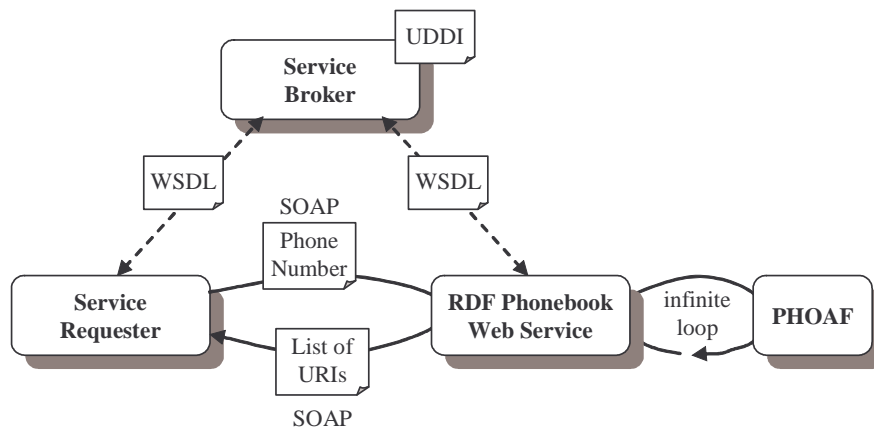 UDDI
Service
Broker
WSDL
WSDL
SOAP
Phone
Number
Service
Requester
RDF Phonebook
Web Service
infinite
loop
PHOAF
List of
URIs
SOAP